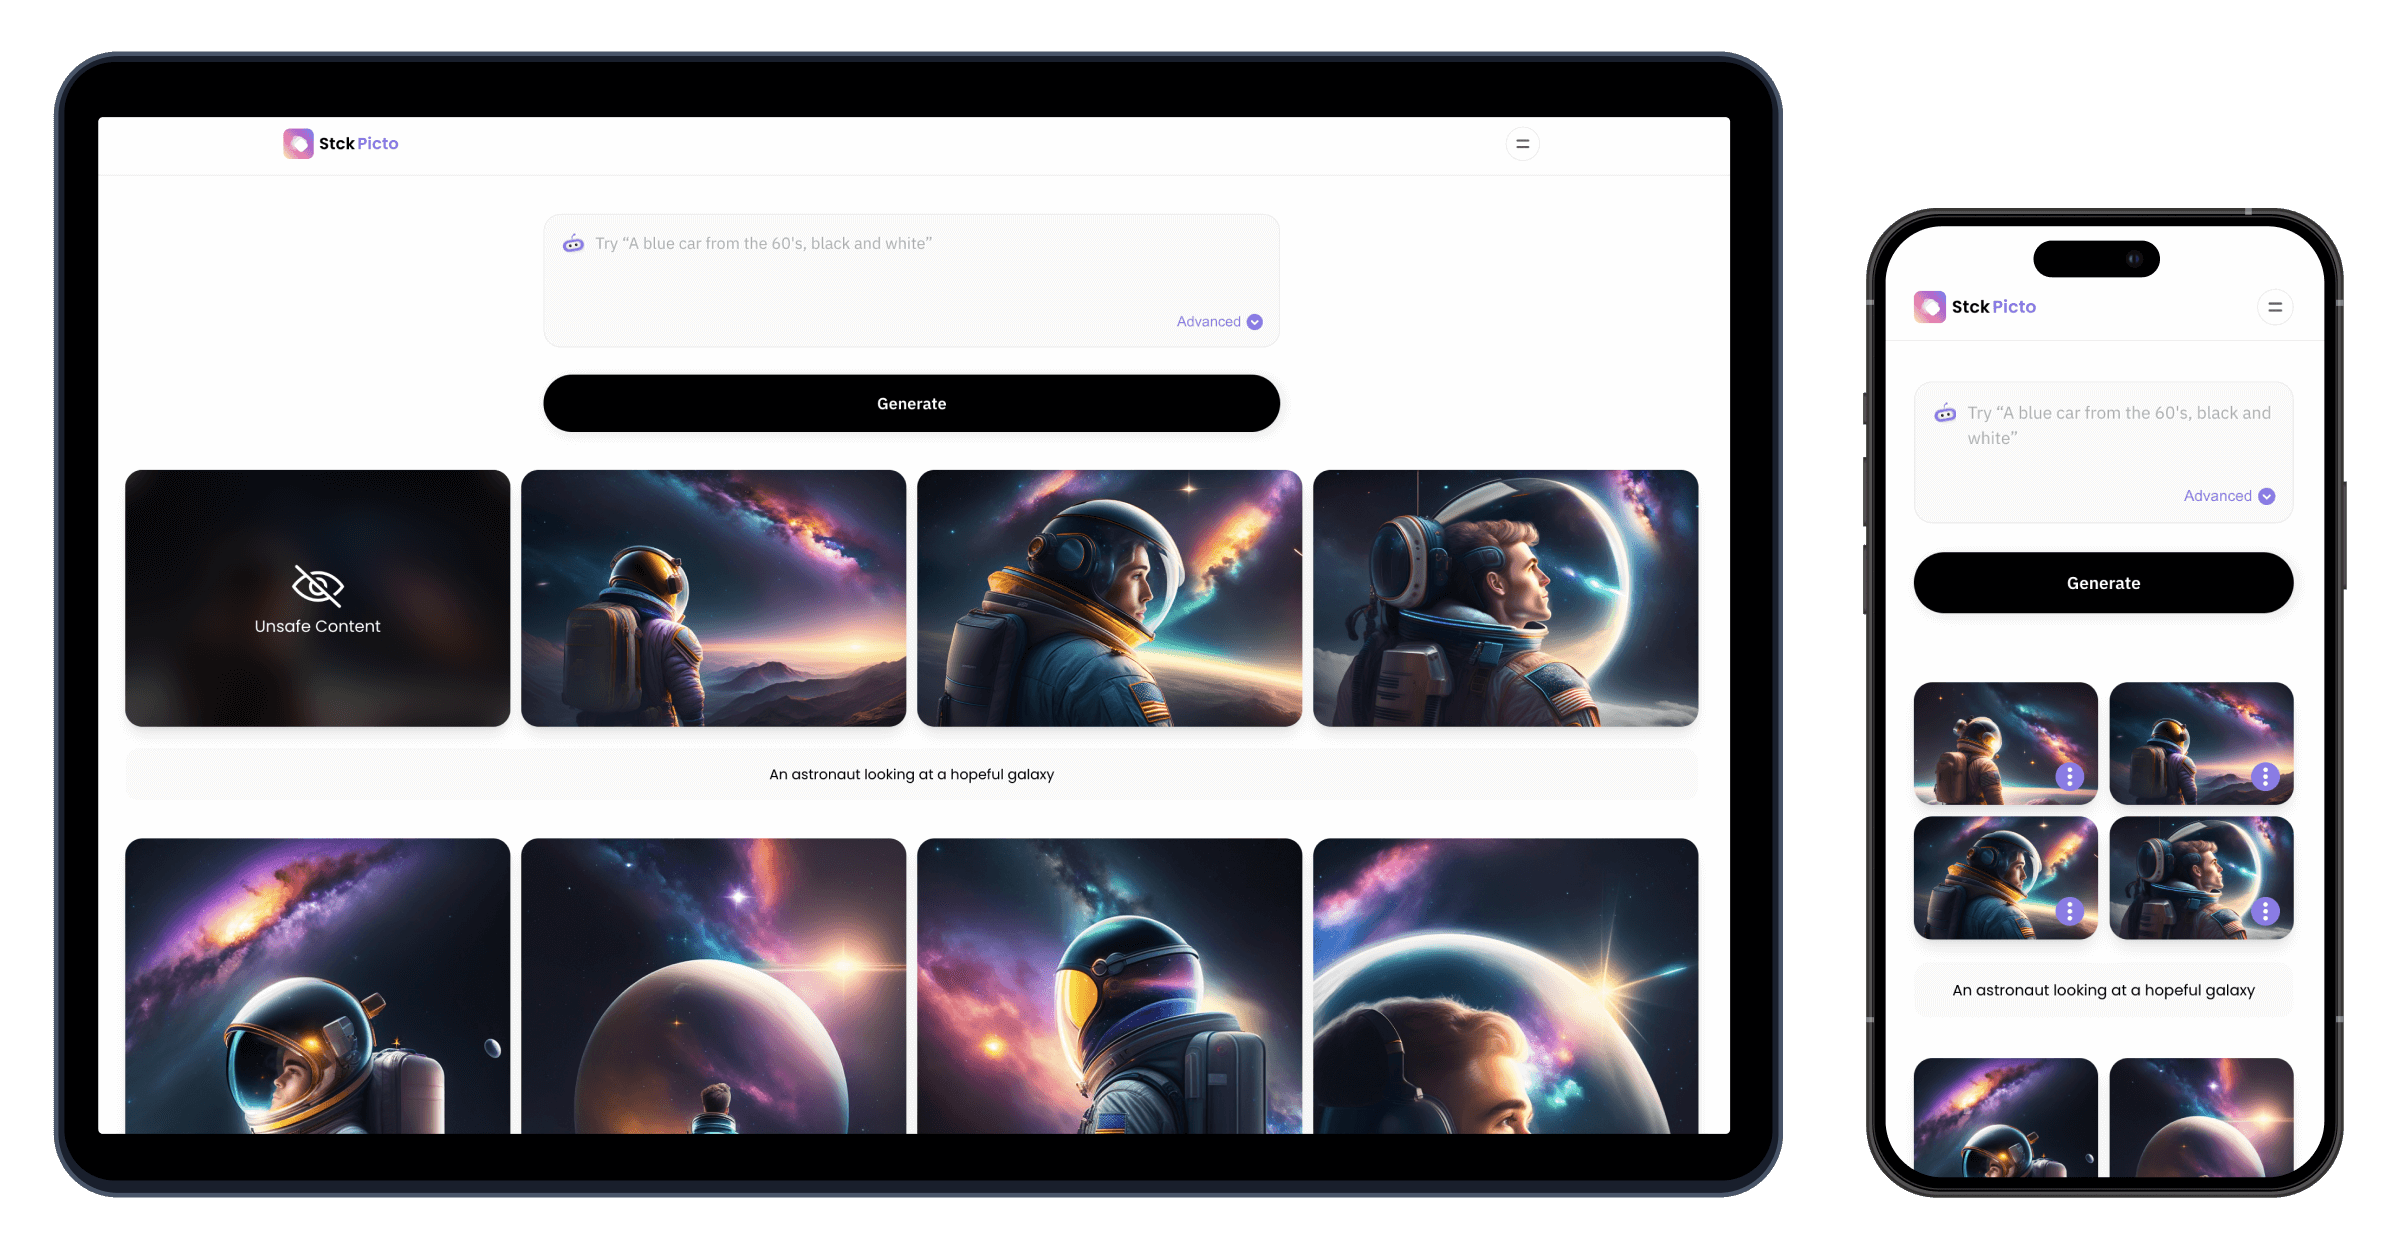 Stck Picto
Try “A blue car from the 60's, black and white”
Advanced
Generate
Unsafe Content
An astronaut looking at a hopeful galaxy
Stck Picto
Try “A blue car from the 60's, black and
white”
Advanced
Generate
An astronaut looking at a hopeful galaxy